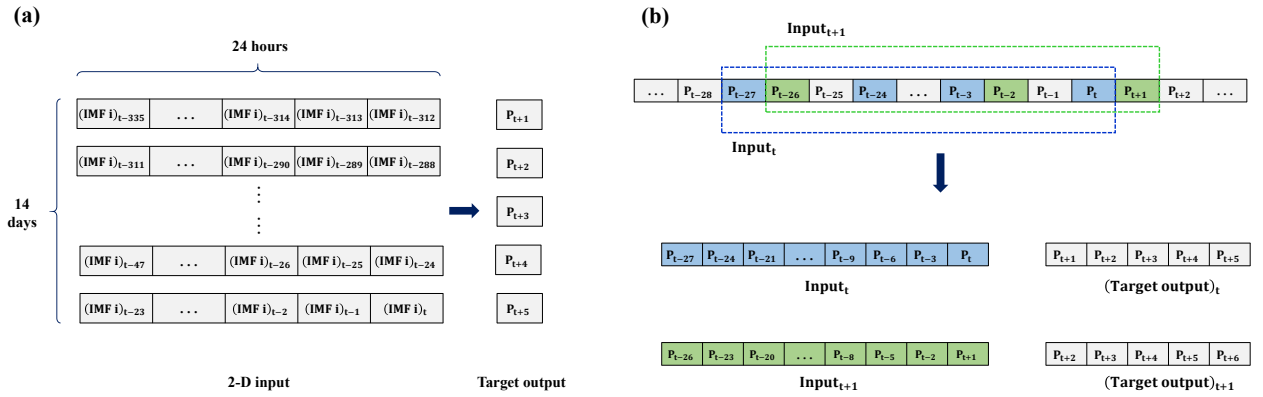 (a)
24 hours
(IMF i)t−335 ... (IMF i)t−314 (IMF i)t−313 (IMF i)t−312 Pt+1
(IMF i)t−311 ... (IMF i)t−290 (IMF i)t−289 (IMF i)t−288 Pt+2
14
days
Pt+3
(IMF i)t−47 ... (IMF i)t−26 (IMF i)t−25 (IMF i)t−24 Pt+4
(IMF i)t−23 ... (IMF i)t−2 (IMF i)t−1 (IMF i)t Pt+5
2-D input Target output
(b)
Inputt+1
... Pt−28 Pt−27 Pt−26 Pt−25 Pt−24 ... Pt−3 Pt−2 Pt−1 Pt Pt+1 Pt+2 ...
Inputt
Pt−27 Pt−24 Pt−21 ... Pt−9 Pt−6 Pt−3 Pt Pt+1 Pt+2 Pt+3 Pt+4 Pt+5
Inputt (Target output)t
Pt−26 Pt−23 Pt−20 ... Pt−8 Pt−5 Pt−2 Pt+1 Pt+2 Pt+3 Pt+4 Pt+5 Pt+6
Inputt+1 (Target output)t+1